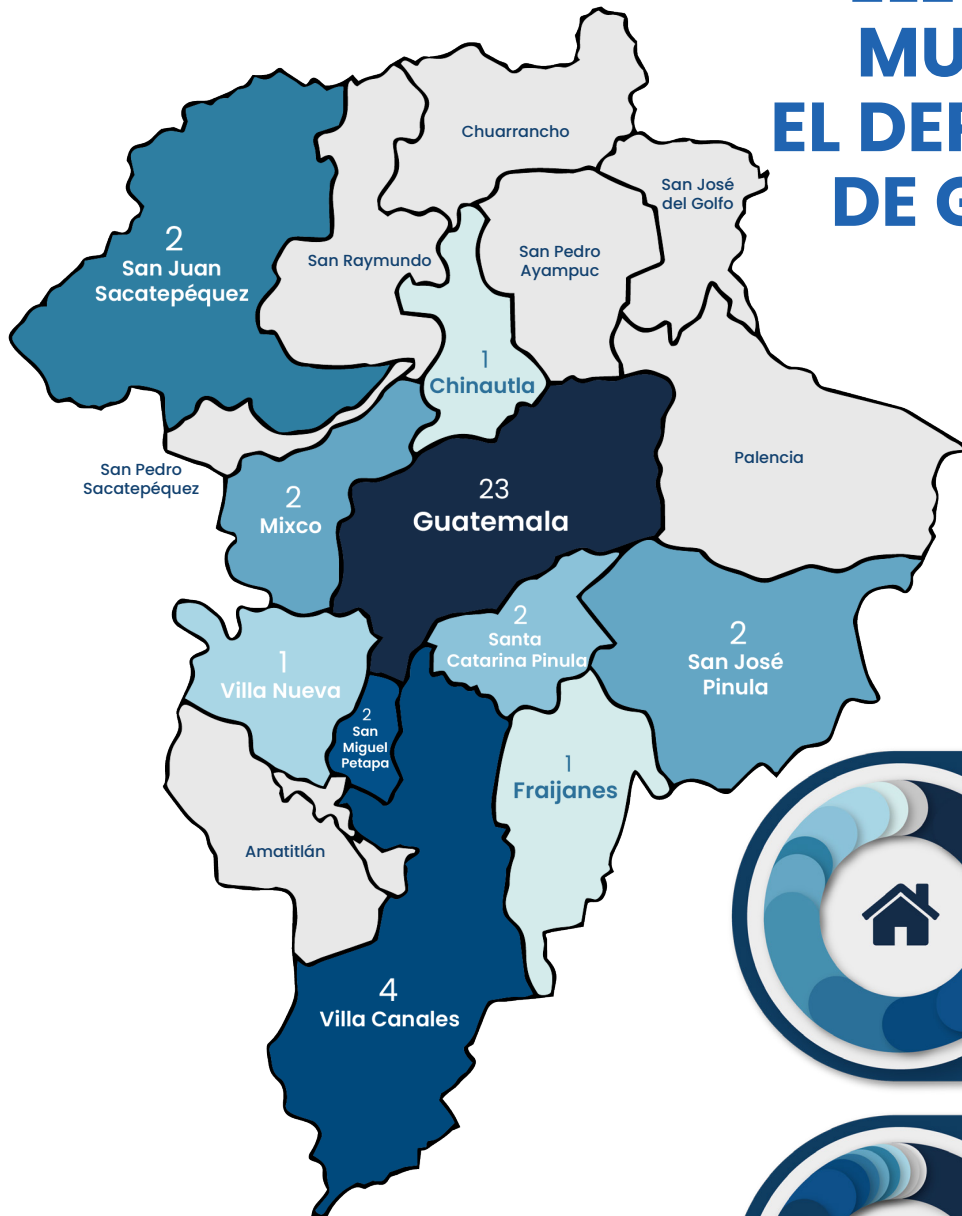 MU
EL DEP
DE G
Chuarrancho
San José
del Golfo
2
San Juan
Sacatepéquez
San Raymundo
San Pedro
Ayampuc
1
Chinautla
San Pedro
Sacatepéquez
2
Mixco
23
Guatemala
Palencia
2
Santa
Catarina Pinula
2
San José
Pinula
1
Villa Nueva
2
San
Miguel
Petapa
1
Fraijanes
Amatitlán
4
Villa Canales